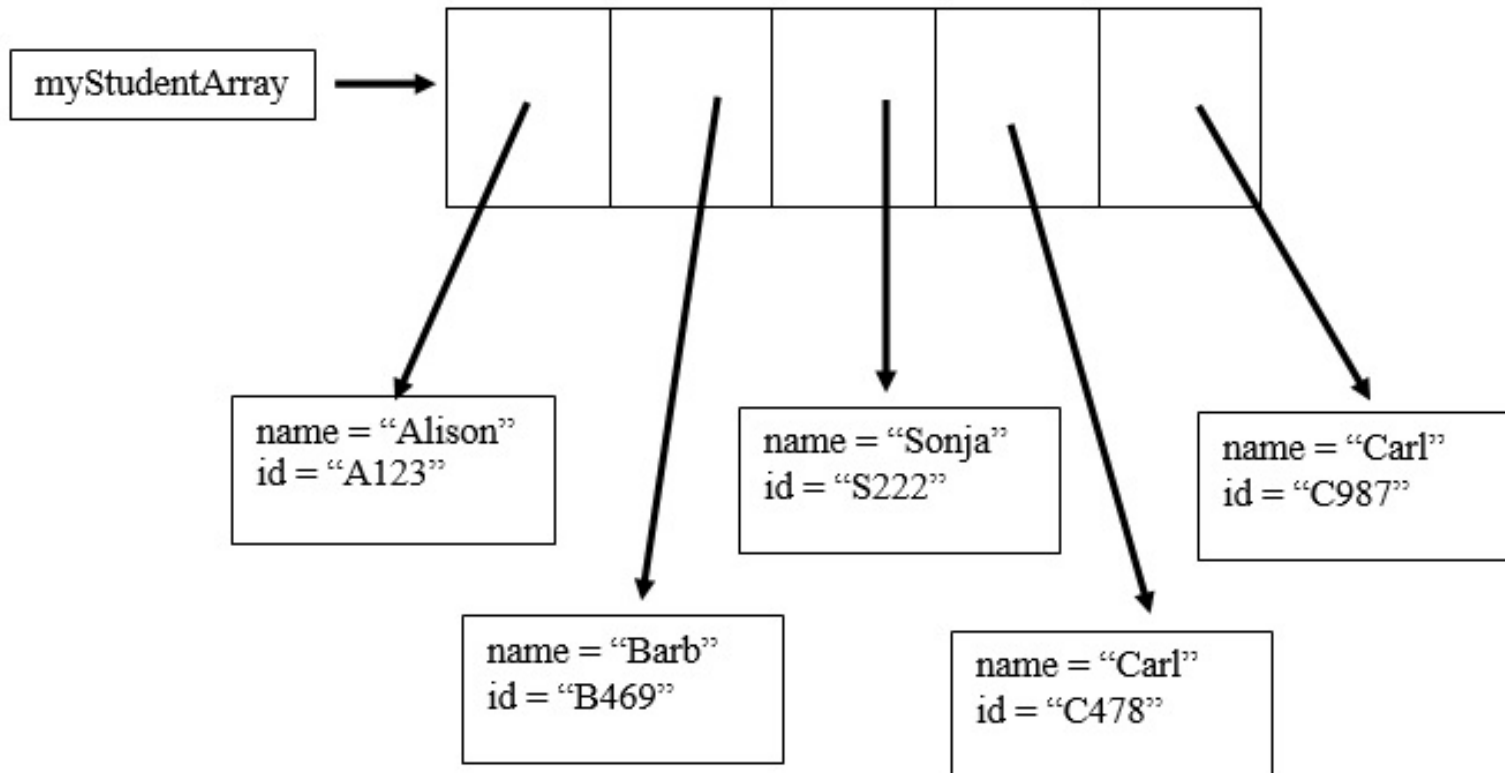 myStudentArray
name = “Alison”
id = “A123”
name = “Sonja”
id = “S222”
name = “Carl”
id = “C987”
name = “Barb”
id = “B469”
name = “Carl”
id = “C478”